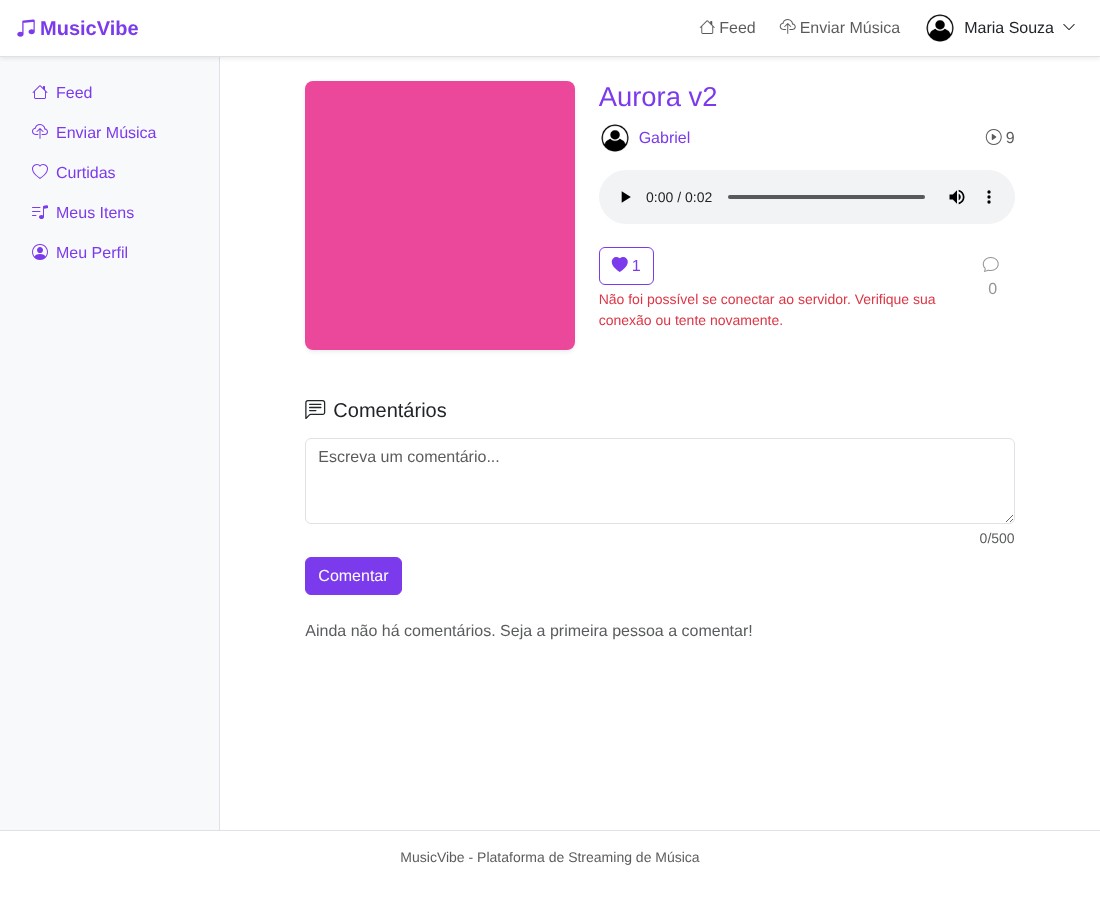 MusicVibe
Feed
Enviar Música
Maria Souza
Feed
Enviar Música
Curtidas
Meus Itens
Meu Perfil
Aurora v2
Gabriel
9
0:00 / 0:02
1
0
Não foi possível se conectar ao servidor. Verifique sua
conexão ou tente novamente.
Comentários
Escreva um comentário...
0/500
Comentar
Ainda não há comentários. Seja a primeira pessoa a comentar!
MusicVibe - Plataforma de Streaming de Música